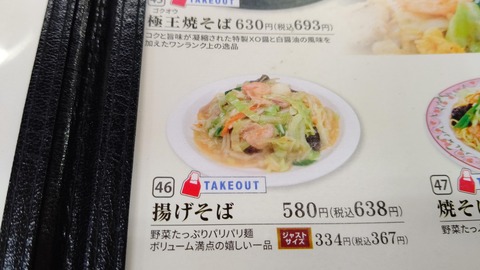 45 TAKEOUT
ゴクオウ
極王焼そば 630円(税込693円)
コクと旨味が凝縮された特製XO醤と白醤油の風味を
加えたワンランク上の逸品
46 TAKEOUT
揚げそば 580円(税込638円)
野菜たっぷりパリパリ麺
ボリューム満点の嬉しい一品
ジャストサイズ 334円(税込367円)
47
焼そ
野菜